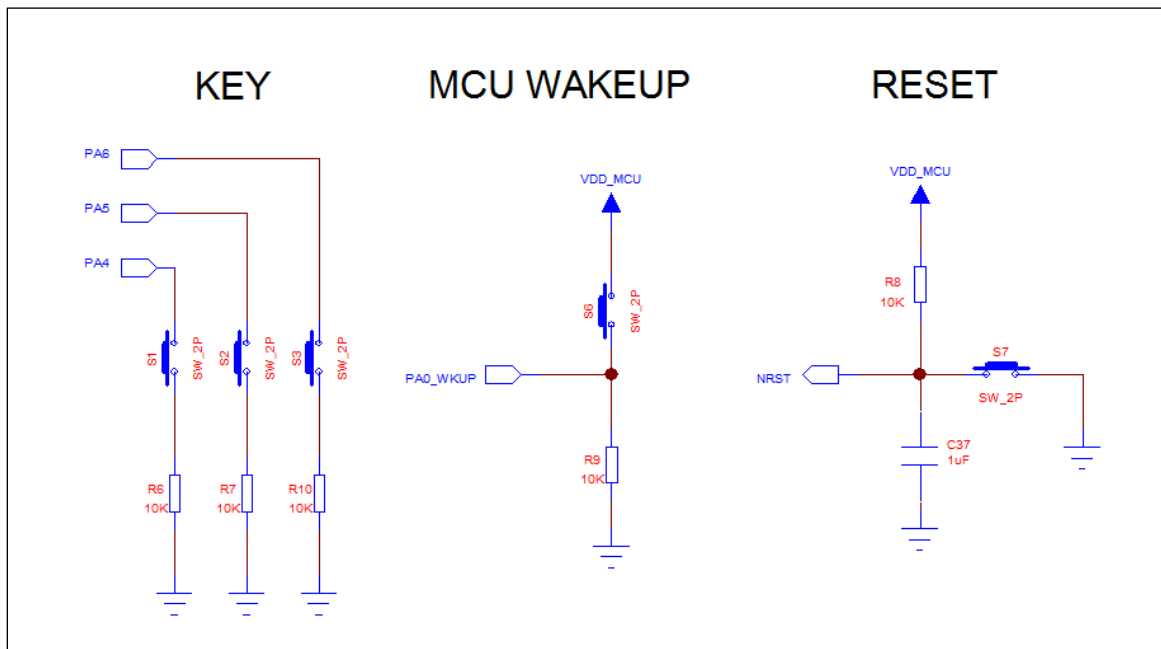 KEY
PA6
PA5
PA4
S1
SW_2P
S2
SW_2P
S3
SW_2P
R6
10K
R7
10K
R10
10K
MCU WAKEUP
VDD_MCU
S6
SW_2P
PA0_WKUP
R9
10K
RESET
VDD_MCU
R8
10K
NRST
S7
SW_2P
C37
1uF